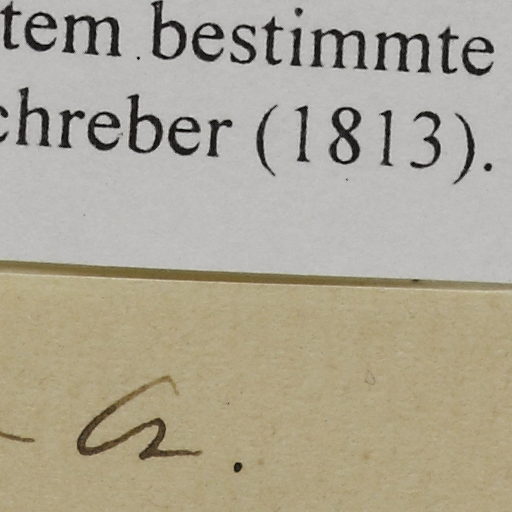 tem bestimmte
chreber (1813).